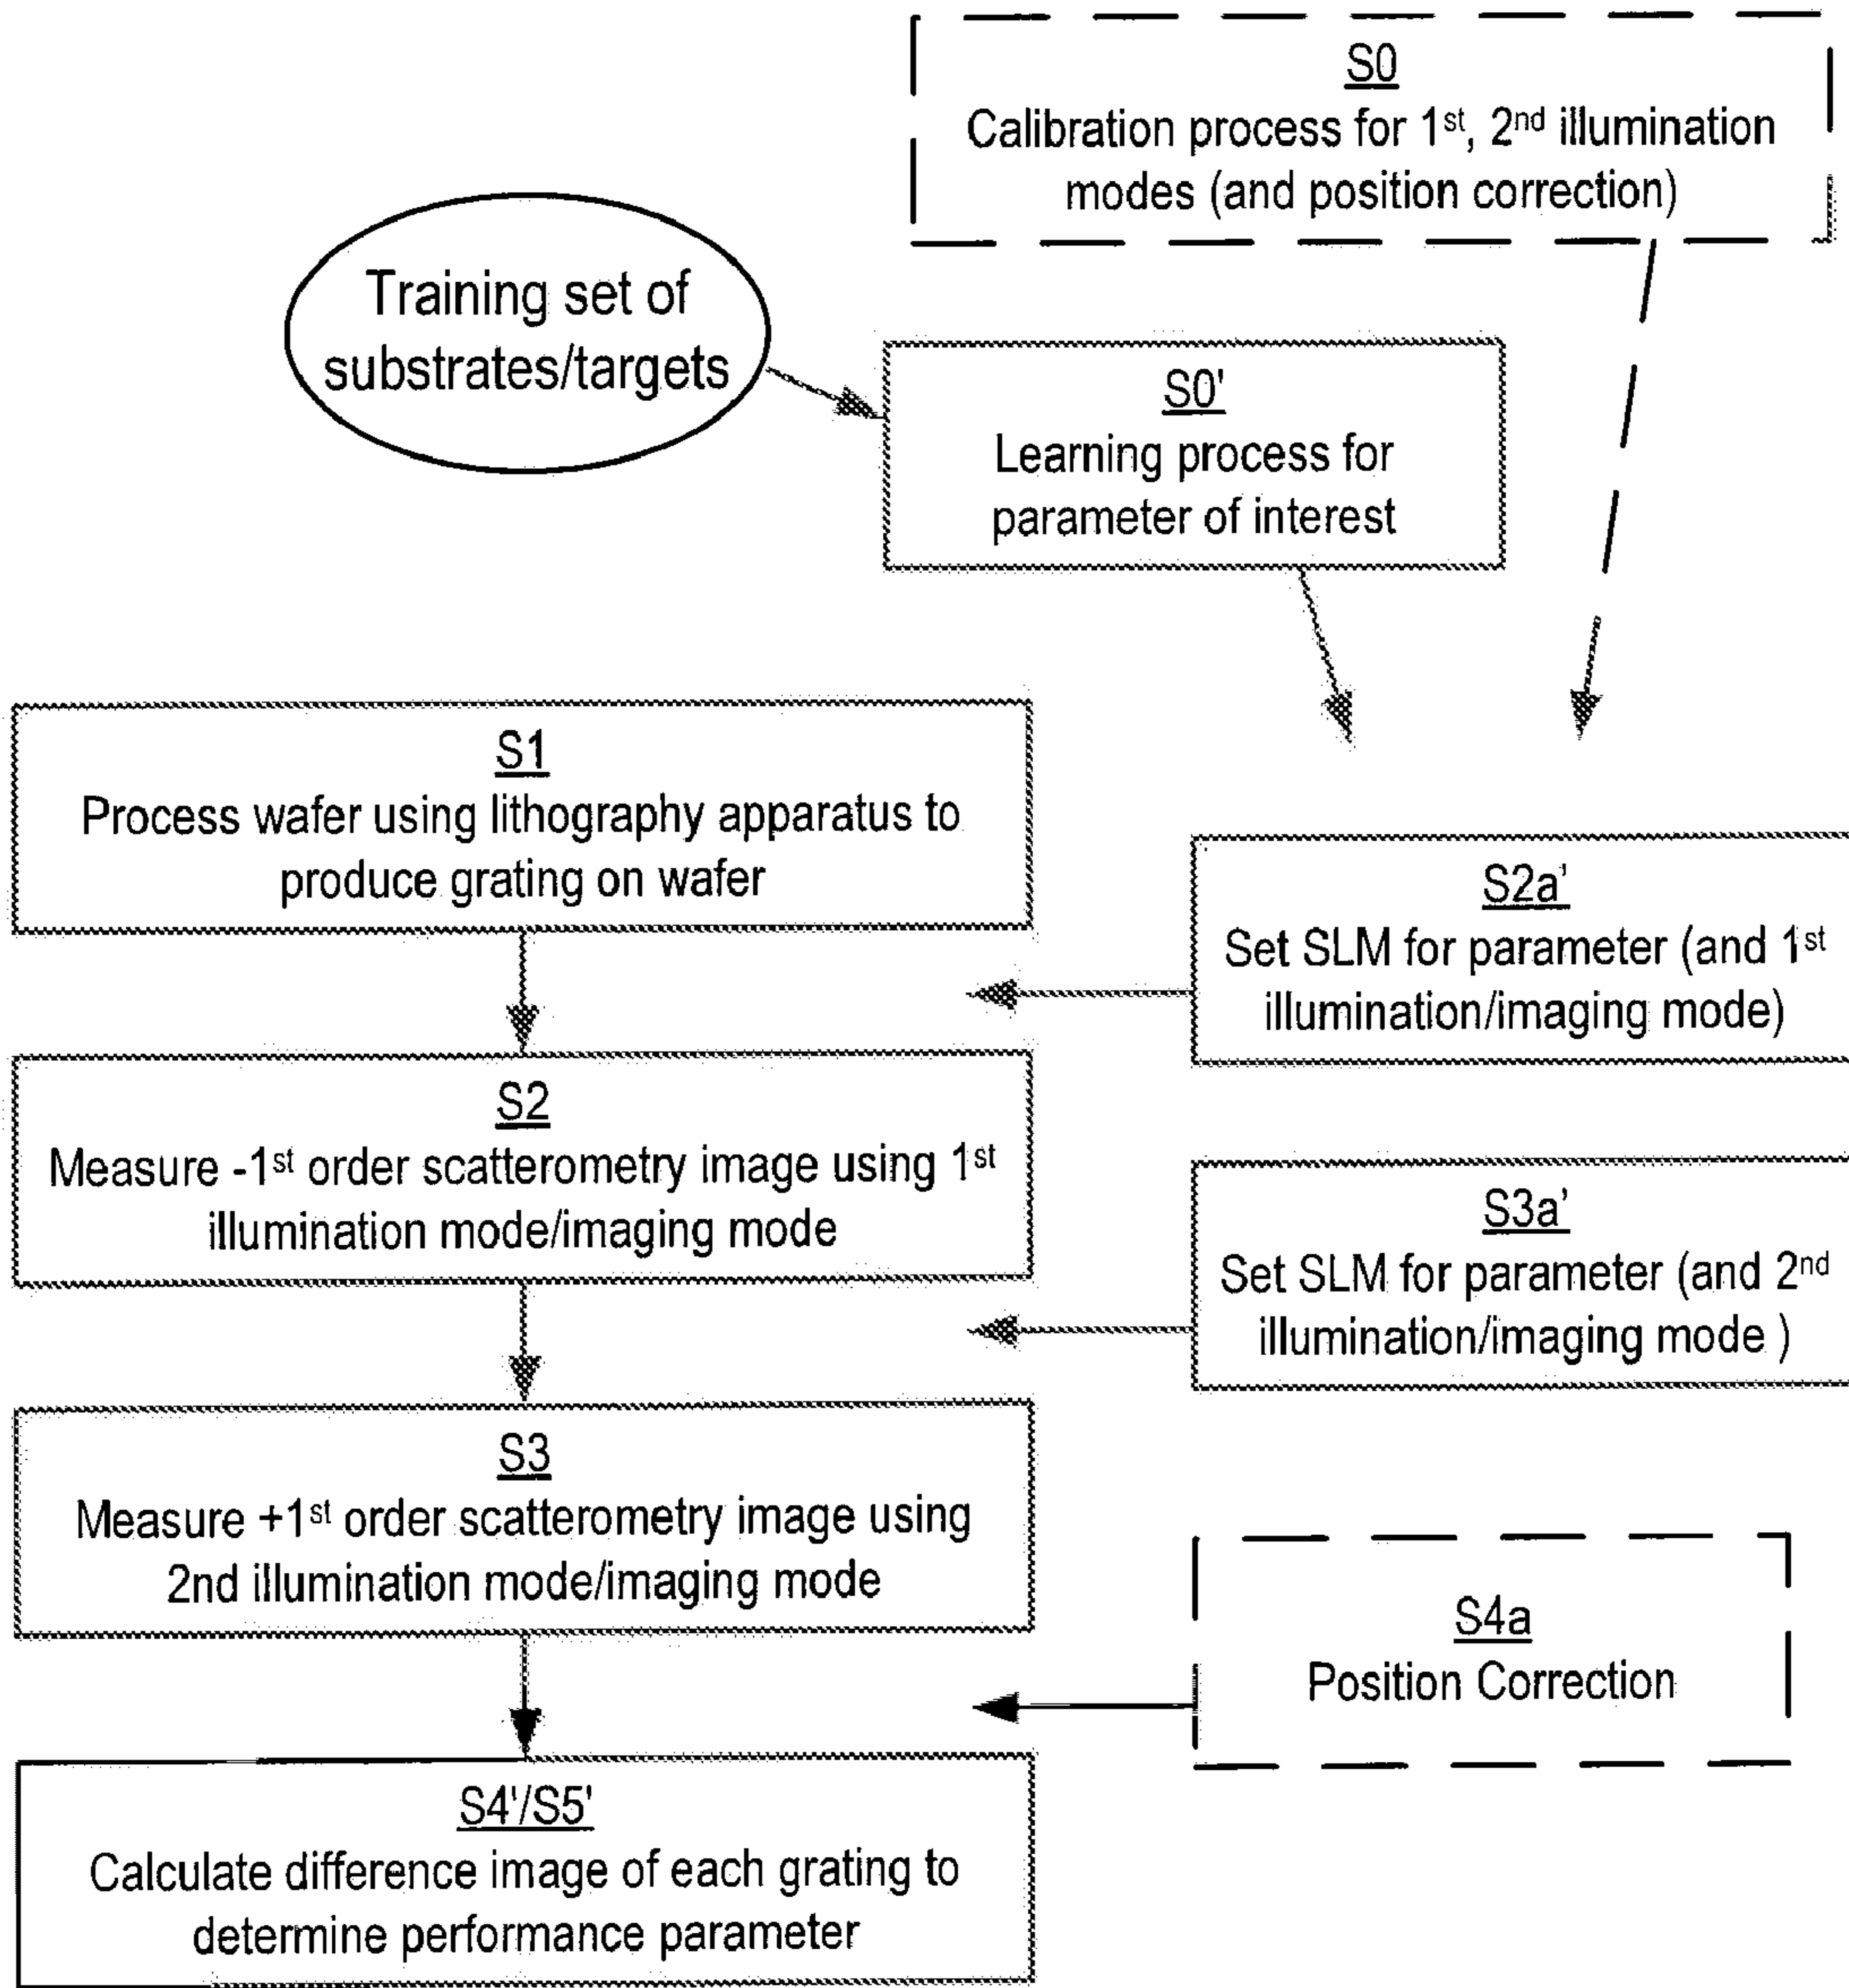 S0
Calibration process for 1st, 2nd illumination
modes (and position correction)
Training set of
substrates/targets
S0'
Learning process for
parameter of interest
S1
Process wafer using lithography apparatus to
produce grating on wafer
S2a'
Set SLM for parameter (and 1st
illumination/imaging mode)
S2
Measure -1st order scatterometry image using 1st
illumination mode/imaging mode
S3a'
Set SLM for parameter (and 2nd
illumination/imaging mode )
S3
Measure +1st order scatterometry image using
2nd illumination mode/imaging mode
S4a
Position Correction
S4'/S5'
Calculate difference image of each grating to
determine performance parameter